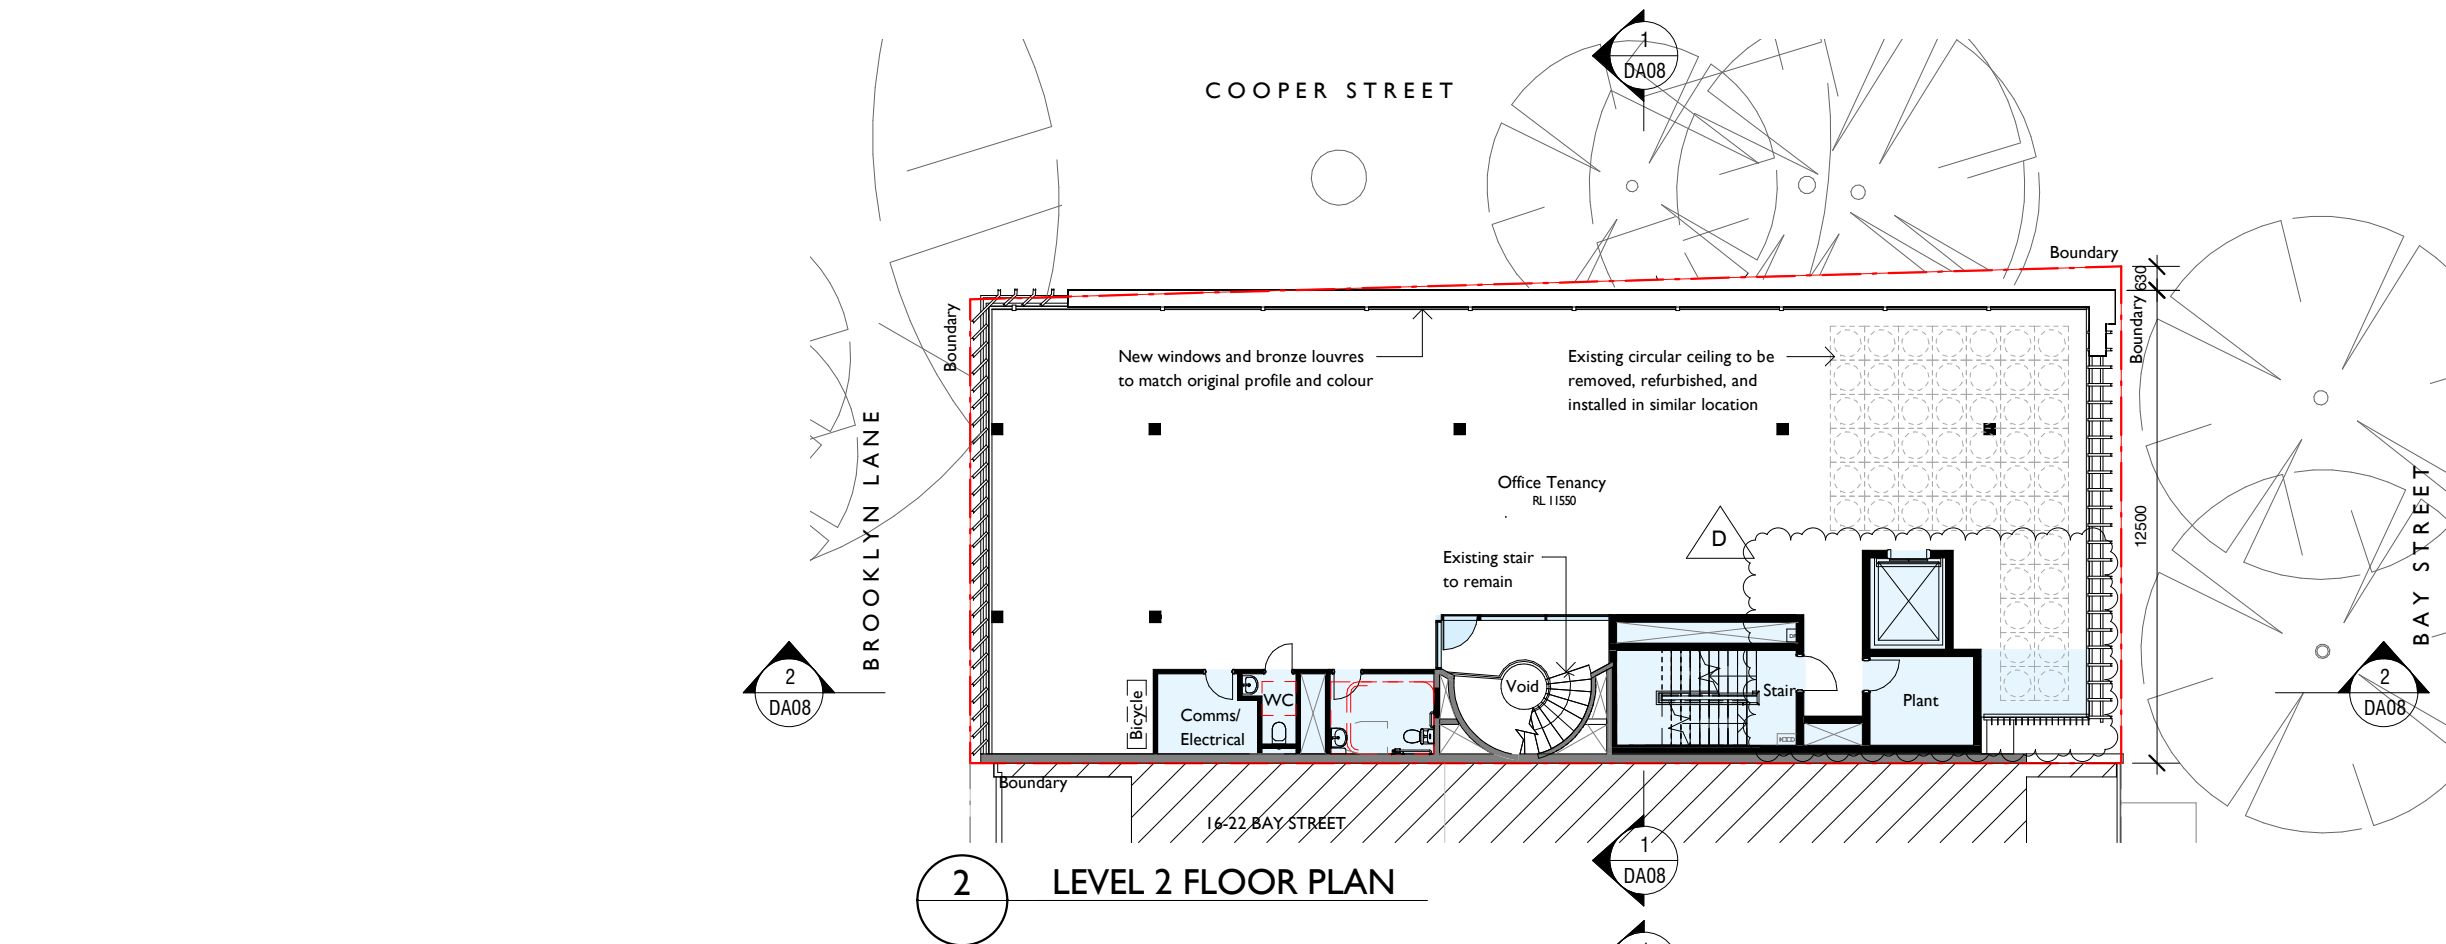 1
DA08
COOPER STREET
Boundary
630
Boundary
Boundary
New windows and bronze louvres
to match original profile and colour
Existing circular ceiling to be
removed, refurbished, and
installed in similar location
BROOKLYN LANE
Office Tenancy
RL 11550
BAY STREET
12500
D
Existing stair
to remain
2
DA08
Bicycle
Comms/
Electrical
WC
Void
Stair
Plant
2
DA08
Boundary
16-22 BAY STREET
1
DA08
2
LEVEL 2 FLOOR PLAN